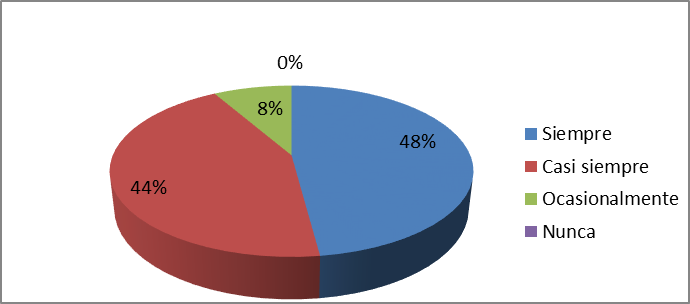 0%
8%
48%
44%
Siempre
Casi siempre
Ocasionalmente
Nunca